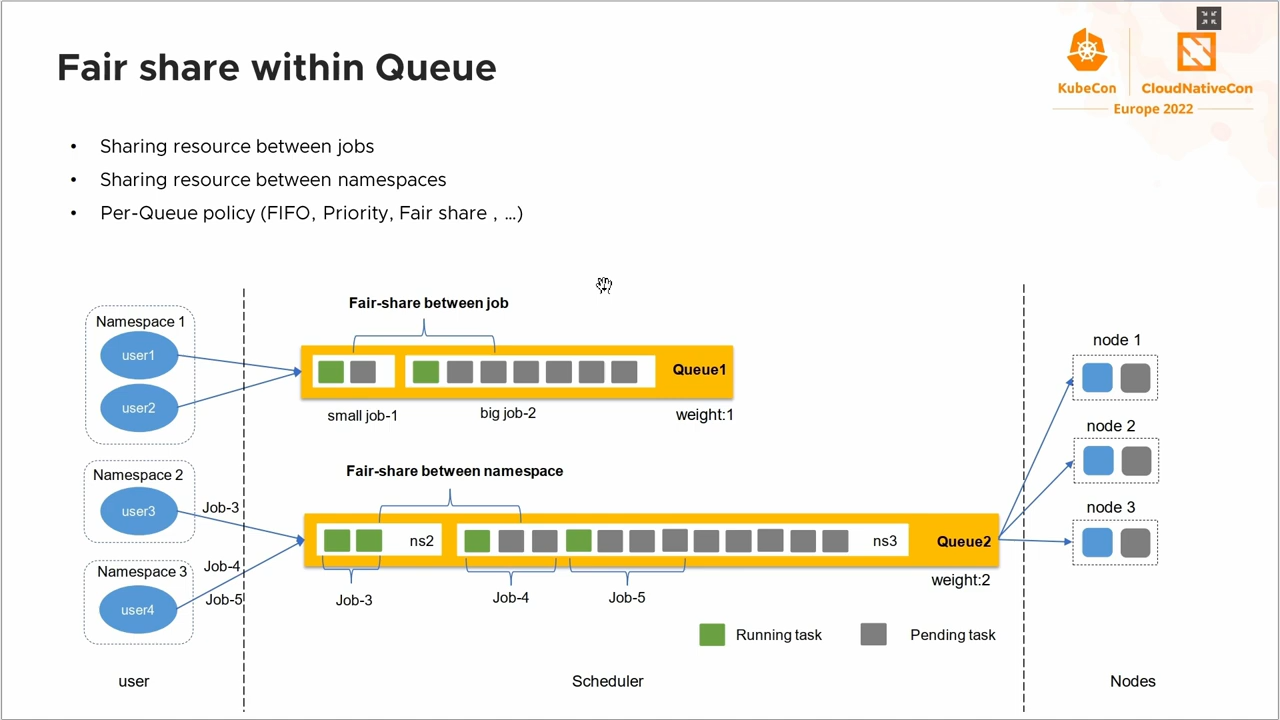 Fair share within Queue
KubeCon
CloudNativeCon
Europe 2022
• Sharing resource between jobs
• Sharing resource between namespaces
• Per-Queue policy (FIFO, Priority, Fair share , ...)
Fair-share between job
Namespace 1
user1
user2
Queue1
small job-1
big job-2
weight:1
node 1
node 2
Fair-share between namespace
Namespace 2
user3
Job-3
ns2
ns3
Queue2
node 3
Namespace 3
user4
Job-4
Job-5
Job-3
Job-4
Job-5
weight:2
Running task
Pending task
user
Scheduler
Nodes